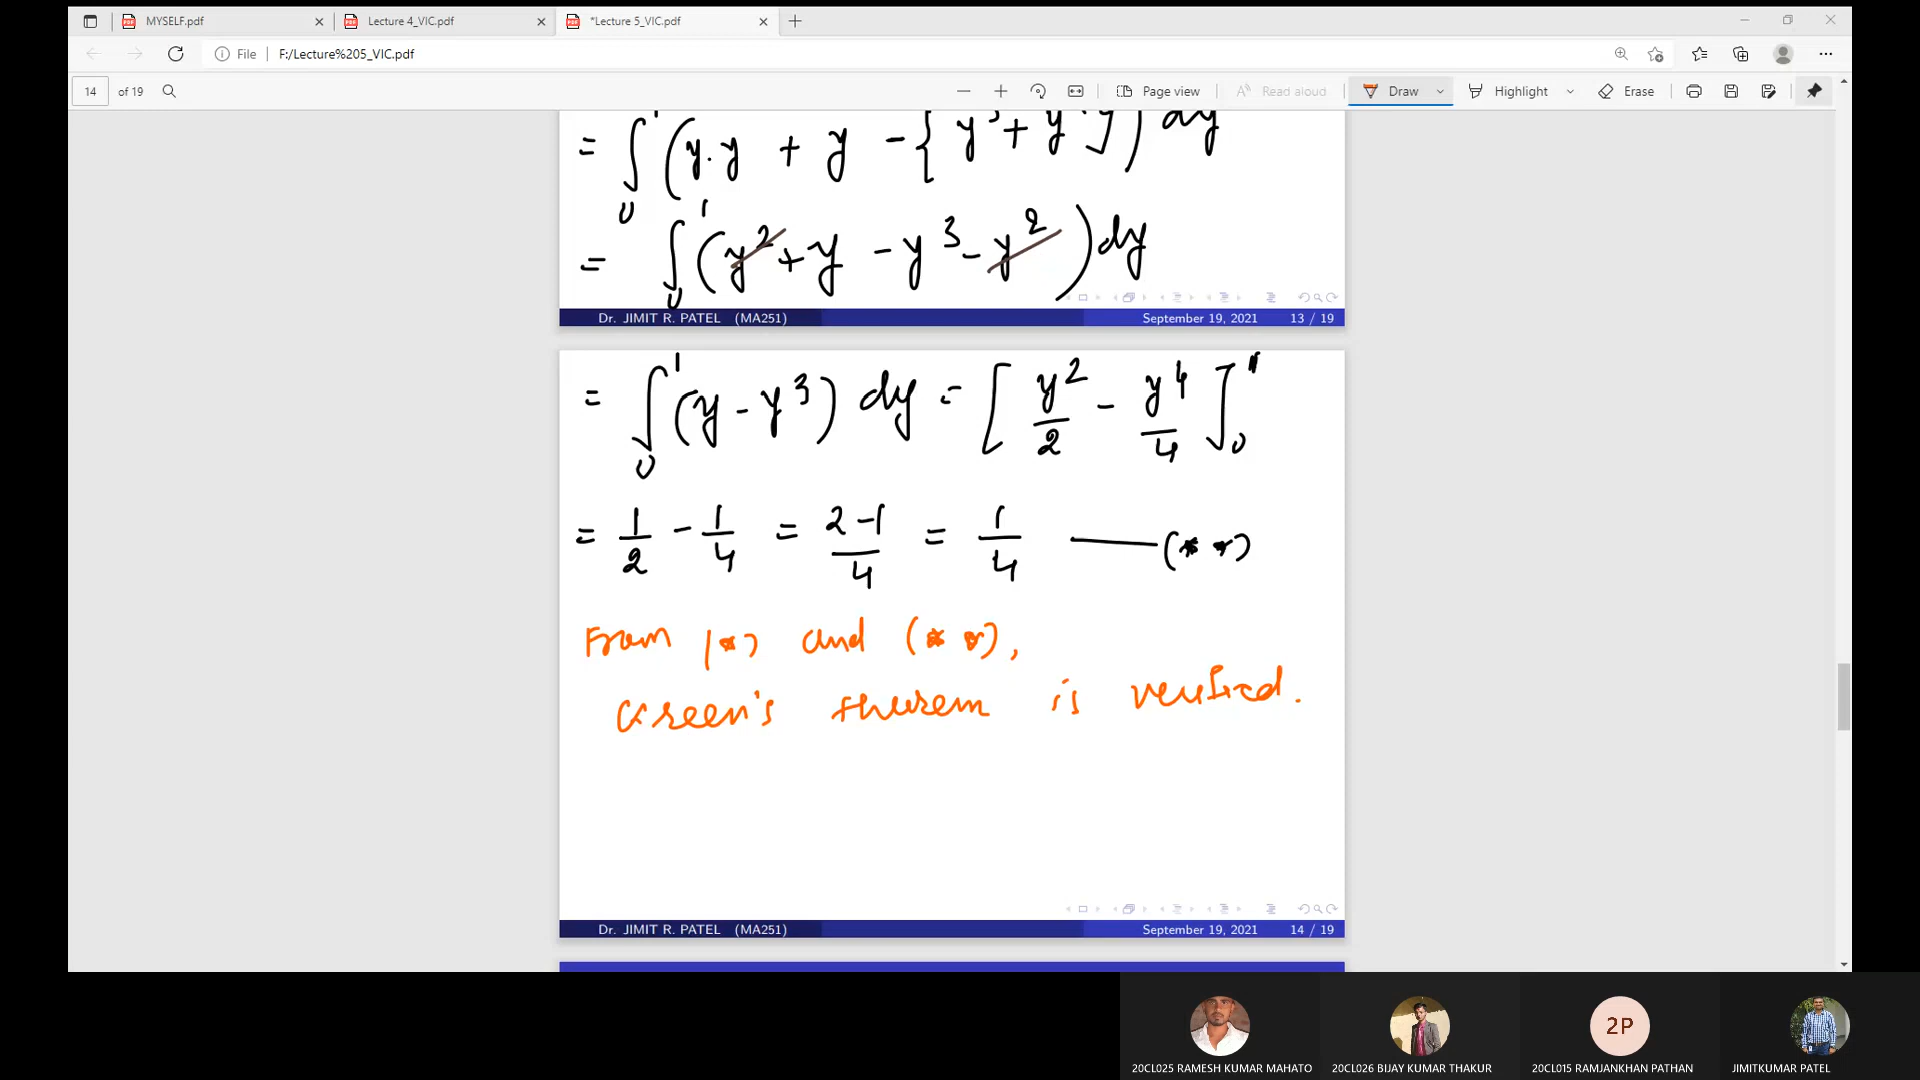 MYSELF.pdf
Lecture 4_VIC.pdf
*Lecture 5_VIC.pdf
File | F:/Lecture%205_VIC.pdf
14 of 19
Page view
Read aloud
Draw
Highlight
Erase
= ∫₀¹ (y.y + y - {y³ + y.y}) dy
= ∫₀¹ (y² + y - y³ - y²) dy
Dr. JIMIT R. PATEL (MA251) September 19, 2021 13 / 19
= ∫₀¹ (y - y³) dy = [y²/2 - y⁴/4]₀¹
= 1/2 - 1/4 = 2-1/4 = 1/4 ——(**)
From (*) and (**),
Green's theorem is verified.
Dr. JIMIT R. PATEL (MA251) September 19, 2021 14 / 19
2P
20CL025 RAMESH KUMAR MAHATO
20CL026 BIJAY KUMAR THAKUR
20CL015 RAMJANKHAN PATHAN
JIMITKUMAR PATEL